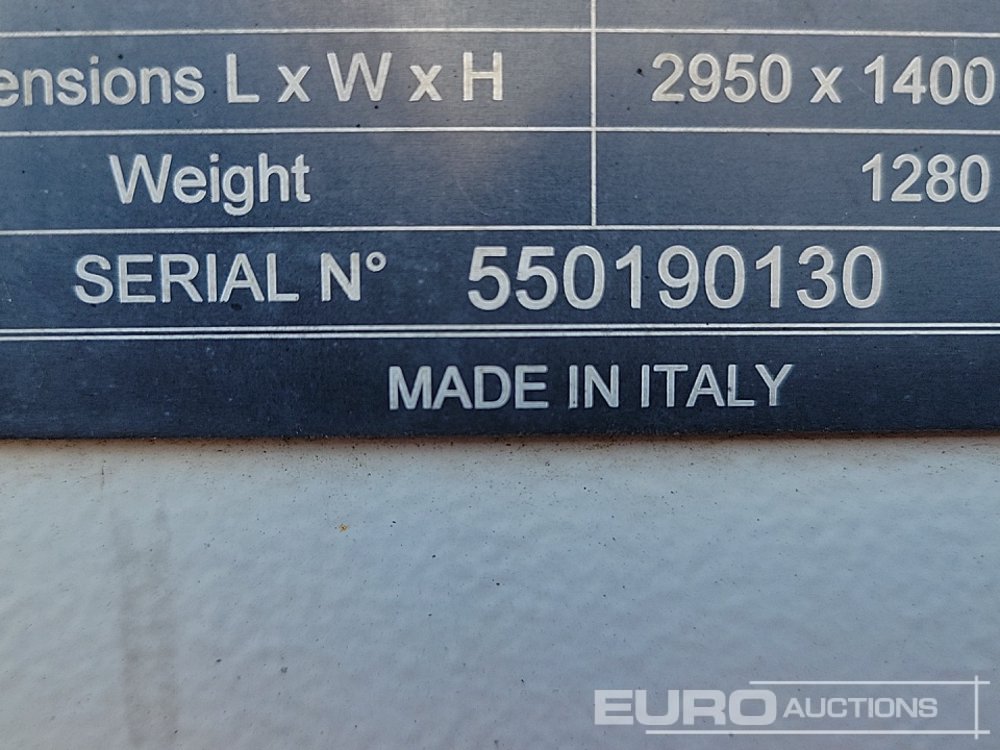 ensions L x W x H 2950 x 1400
Weight 1280
SERIAL N° 550190130
MADE IN ITALY
EURO AUCTIONS